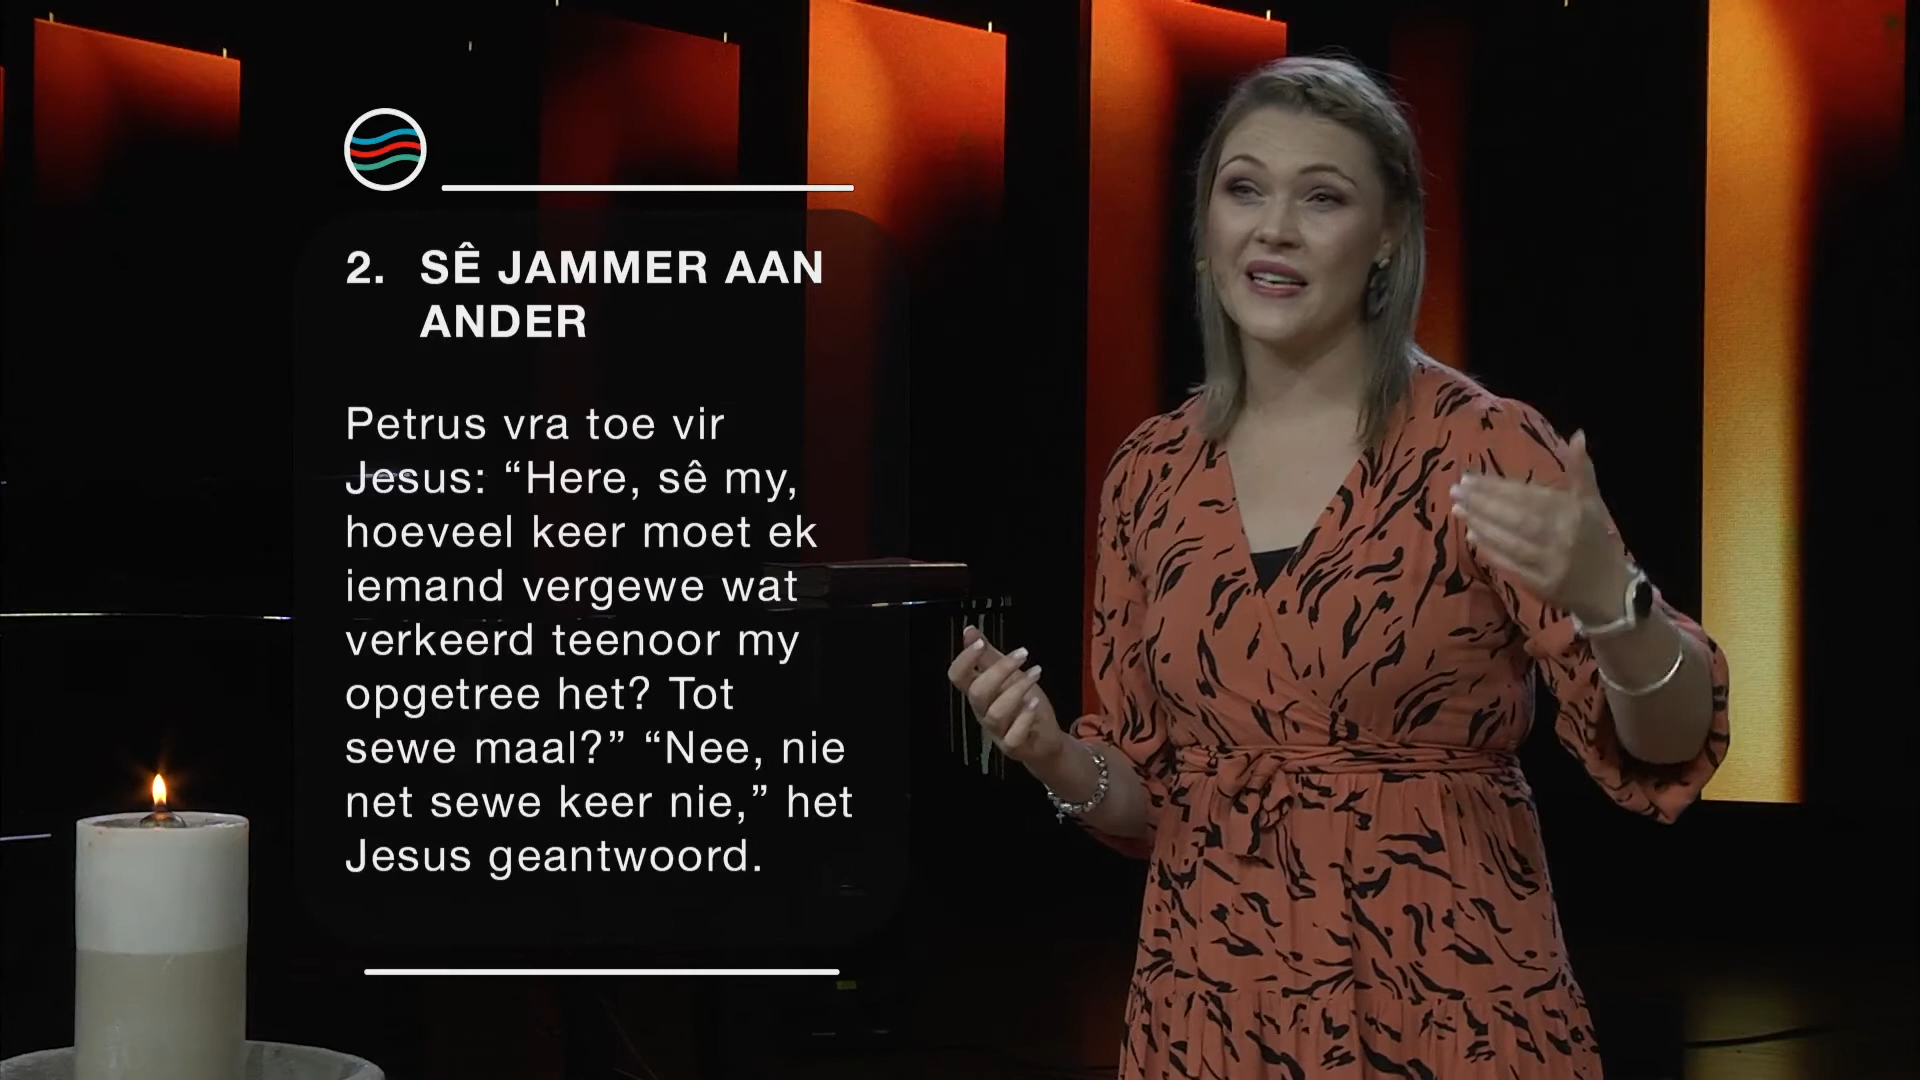 2. SÊ JAMMER AAN
ANDER
Petrus vra toe vir
Jesus: “Here, sê my,
hoeveel keer moet ek
iemand vergewe wat
verkeerd teenoor my
opgetree het? Tot
sewe maal?” “Nee, nie
net sewe keer nie,” het
Jesus geantwoord.